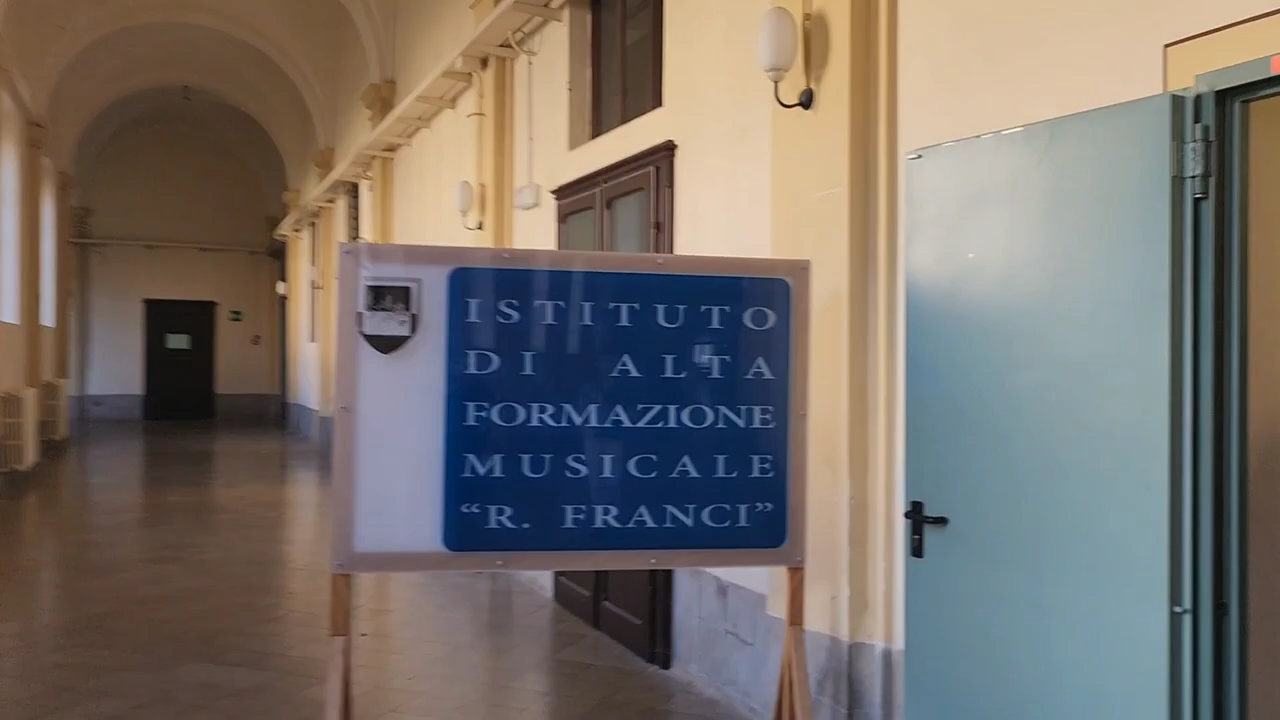 ISTITUTO
DI ALTA
FORMAZIONE
MUSICALE
“R. FRANCI”